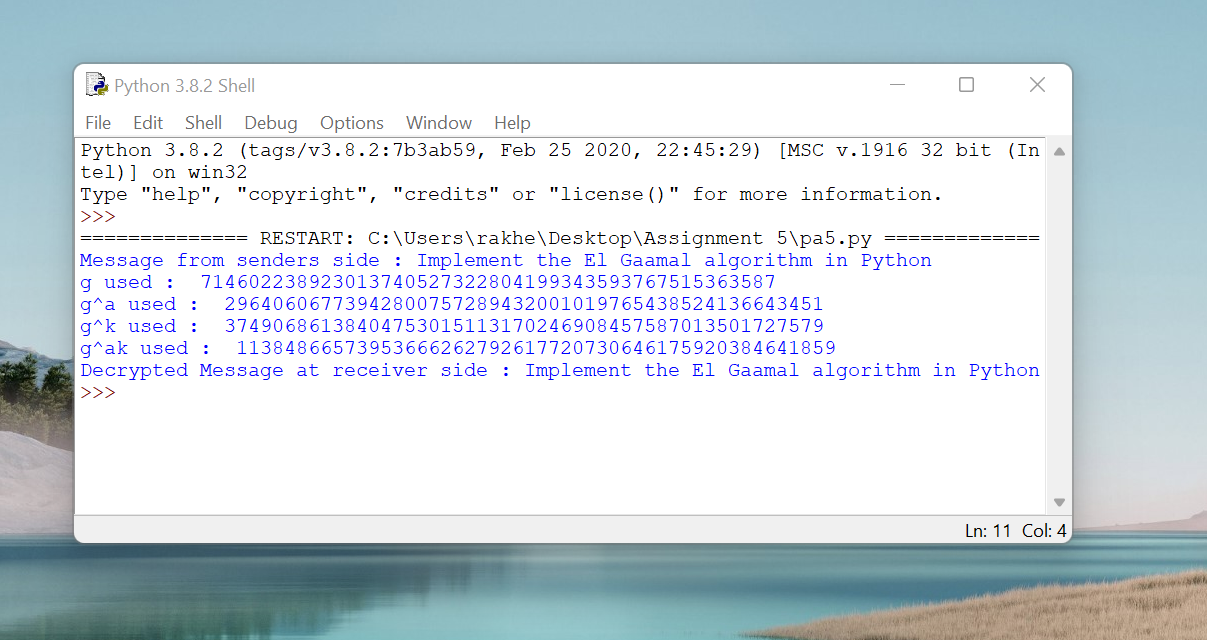 Python 3.8.2 Shell
File Edit Shell Debug Options Window Help
Python 3.8.2 (tags/v3.8.2:7b3ab59, Feb 25 2020, 22:45:29) [MSC v.1916 32 bit (In
tel)] on win32
Type "help", "copyright", "credits" or "license()" for more information.
>>>
============== RESTART: C:\Users\rakhe\Desktop\Assignment 5\pa5.py =============
Message from senders side : Implement the El Gaamal algorithm in Python
g used :  714602238923013740527322804199343593767515363587
g^a used :  29640606773942800757289432001019765438524136643451
g^k used :  37490686138404753015113170246908457587013501727579
g^ak used :  11384866573953666262792617720730646175920384641859
Decrypted Message at receiver side : Implement the El Gaamal algorithm in Python
>>>
Ln: 11 Col: 4